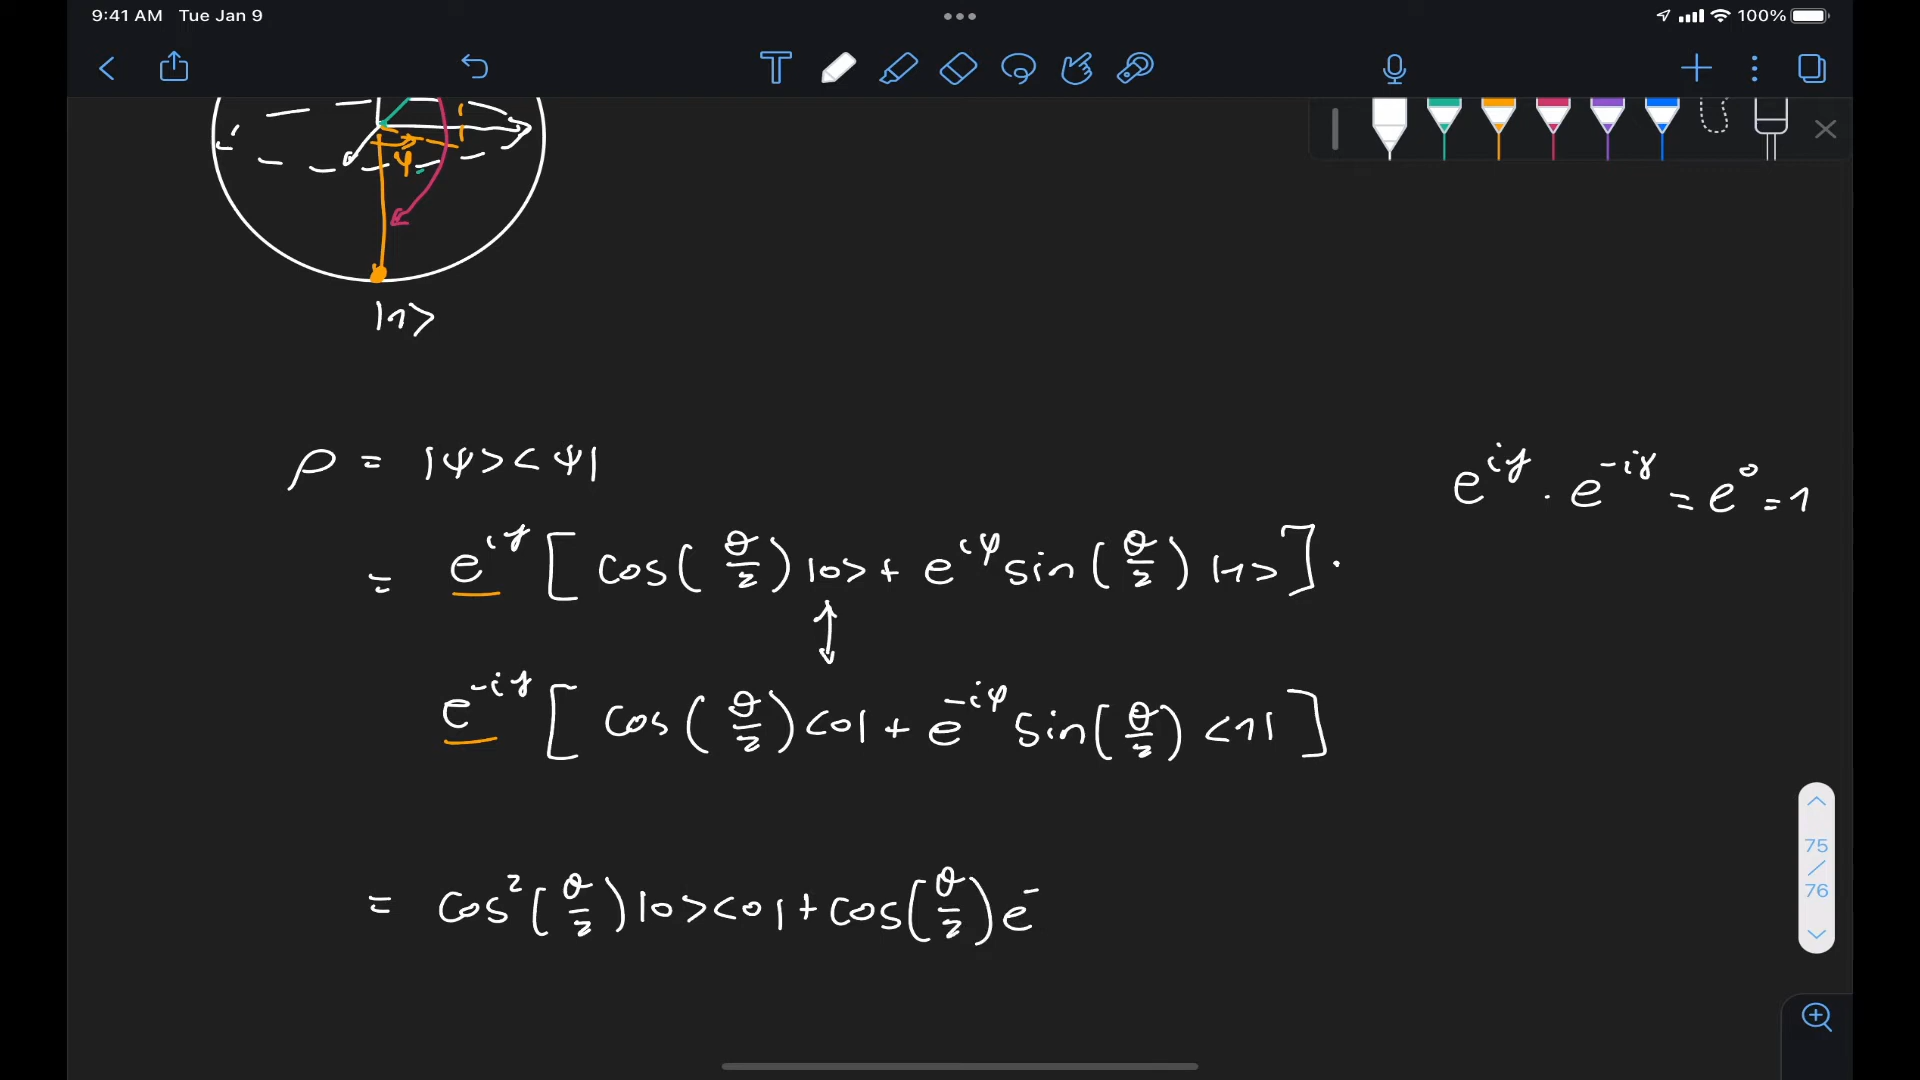 9:41 AM Tue Jan 9
100%
T
φ
|1>
ρ = |ψ><ψ|
e^{iγ} · e^{-iγ} = e^0 = 1
= e^{iγ} [ cos(θ/2)|0> + e^{iφ} sin(θ/2) |1> ] ·
e^{-iγ} [ cos(θ/2)<0| + e^{-iφ} sin(θ/2) <1| ]
= cos²(θ/2)|0><0| + cos(θ/2) e^-
75
/
76